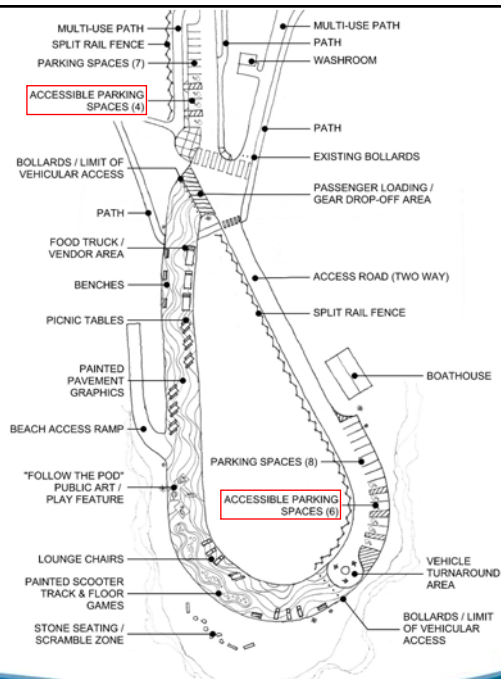 MULTI-USE PATH
SPLIT RAIL FENCE
PARKING SPACES (7)
ACCESSIBLE PARKING
SPACES (4)
BOLLARDS / LIMIT OF
VEHICULAR ACCESS
PATH
FOOD TRUCK /
VENDOR AREA
BENCHES
PICNIC TABLES
PAINTED
PAVEMENT
GRAPHICS
BEACH ACCESS RAMP
"FOLLOW THE POD"
PUBLIC ART /
PLAY FEATURE
LOUNGE CHAIRS
PAINTED SCOOTER
TRACK & FLOOR
GAMES
STONE SEATING /
SCRAMBLE ZONE
MULTI-USE PATH
PATH
WASHROOM
PATH
EXISTING BOLLARDS
PASSENGER LOADING /
GEAR DROP-OFF AREA
ACCESS ROAD (TWO WAY)
SPLIT RAIL FENCE
BOATHOUSE
PARKING SPACES (8)
ACCESSIBLE PARKING
SPACES (6)
VEHICLE
TURNAROUND
AREA
BOLLARDS / LIMIT
OF VEHICULAR
ACCESS